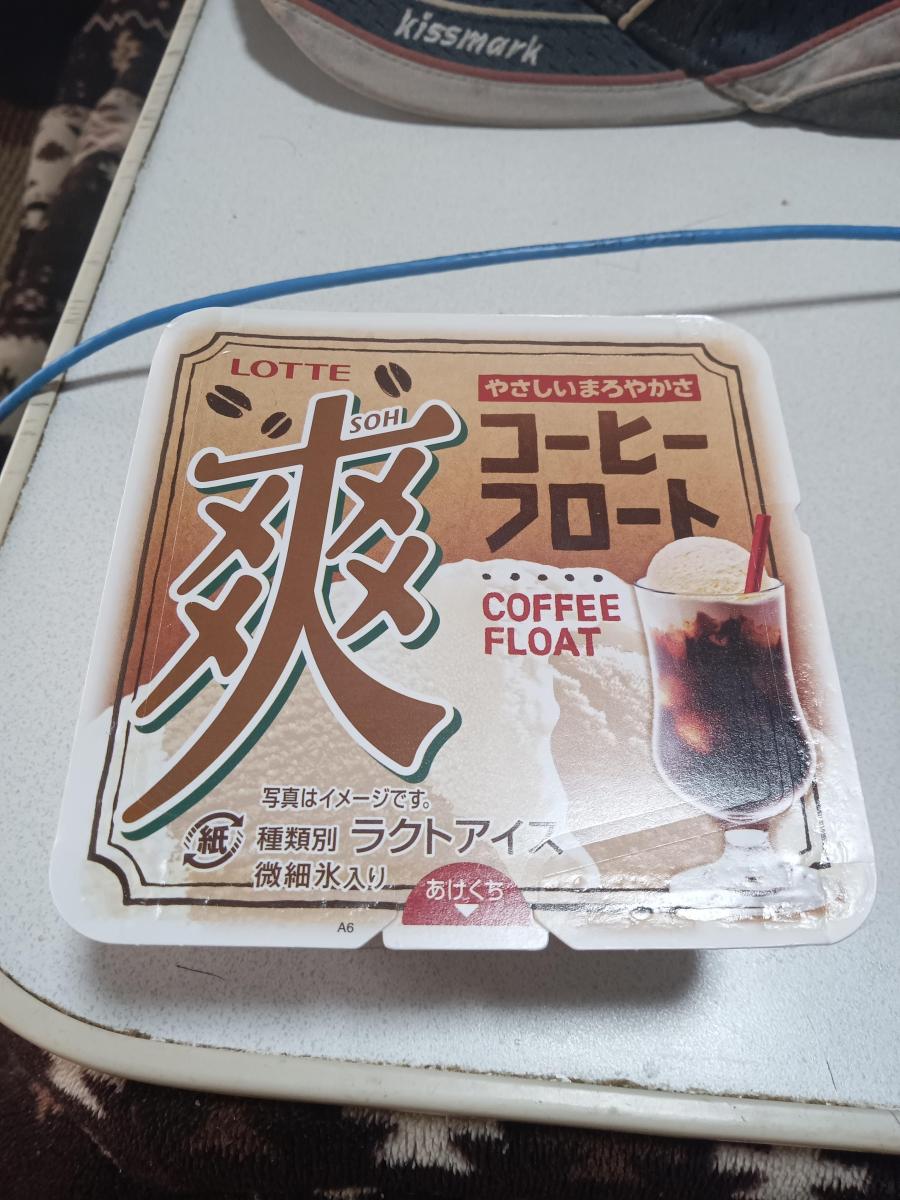 kissmark
LOTTE
爽
SOH
やさしいまろやかさ
コーヒー
フロート
COFFEE
FLOAT
写真はイメージです。
紙
種類別 ラクトアイス
微細氷入り
あけくち
A6